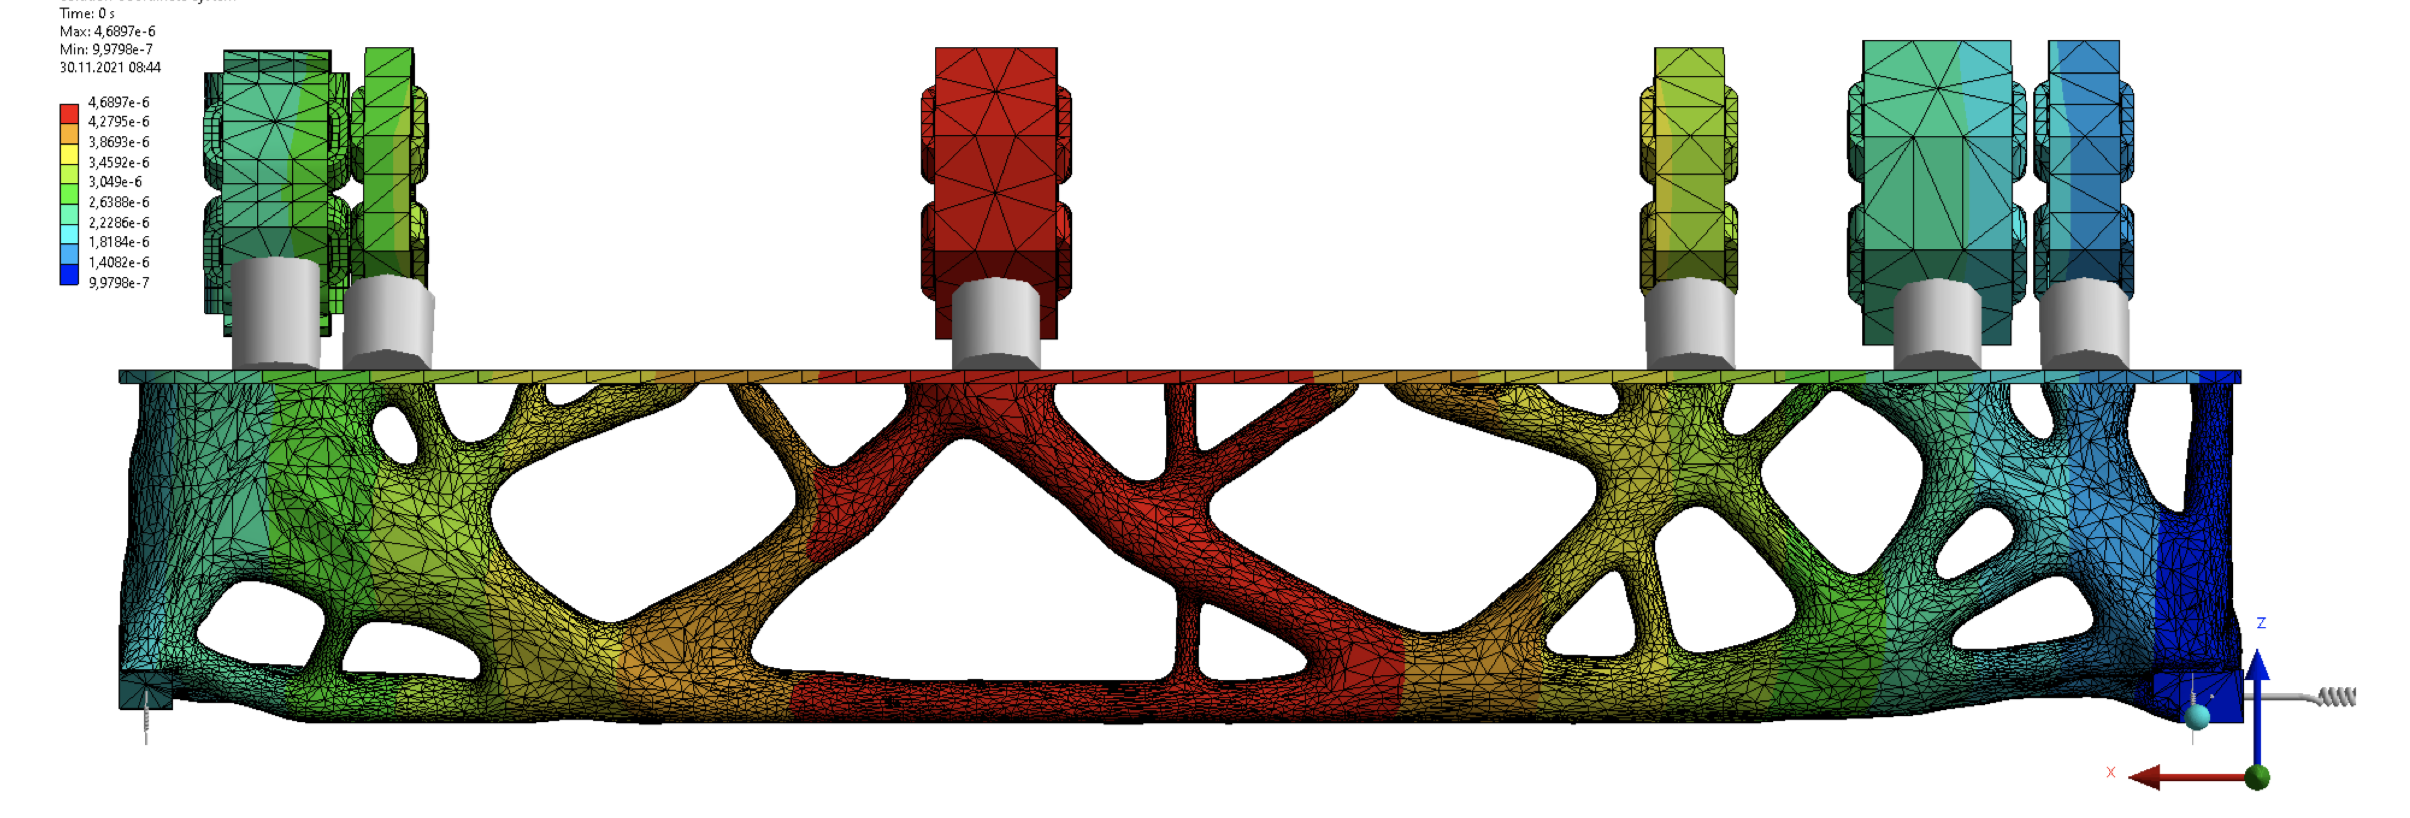 Time: 0 s
Max: 4,6897e-6
Min: 9,9798e-7
30.11.2021 08:44
4,6897e-6
4,2795e-6
3,8693e-6
3,4592e-6
3,049e-6
2,6388e-6
2,2286e-6
1,8184e-6
1,4082e-6
9,9798e-7
Z
X